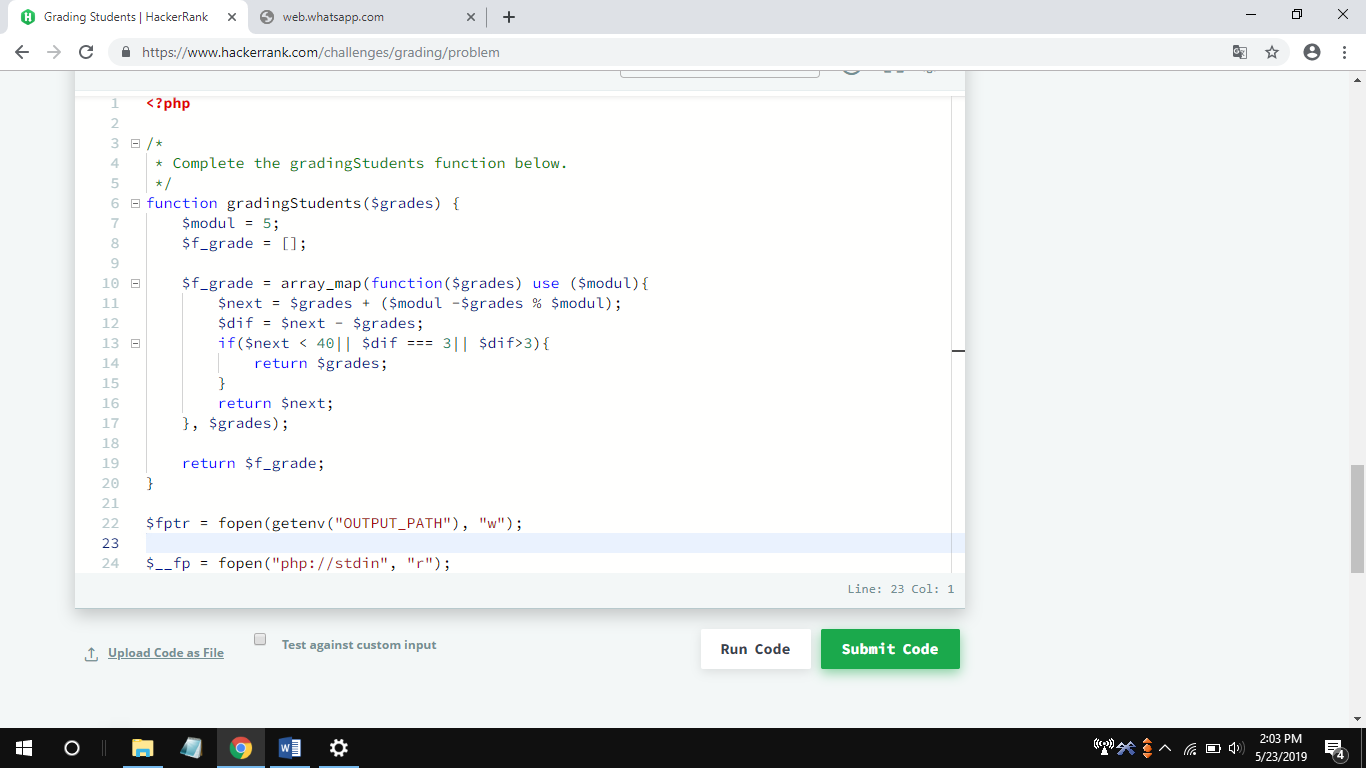 Grading Students | HackerRank
web.whatsapp.com
https://www.hackerrank.com/challenges/grading/problem
1 <?php
2
3 /*
4 * Complete the gradingStudents function below.
5 */
6 function gradingStudents($grades) {
7 $modul = 5;
8 $f_grade = [];
9
10 $f_grade = array_map(function($grades) use ($modul){
11 $next = $grades + ($modul -$grades % $modul);
12 $dif = $next - $grades;
13 if($next < 40|| $dif === 3|| $dif>3){
14 return $grades;
15 }
16 return $next;
17 }, $grades);
18
19 return $f_grade;
20 }
21
22 $fptr = fopen(getenv("OUTPUT_PATH"), "w");
23
24 $__fp = fopen("php://stdin", "r");
Line: 23 Col: 1
Upload Code as File
Test against custom input
Run Code
Submit Code
2:03 PM
5/23/2019
4